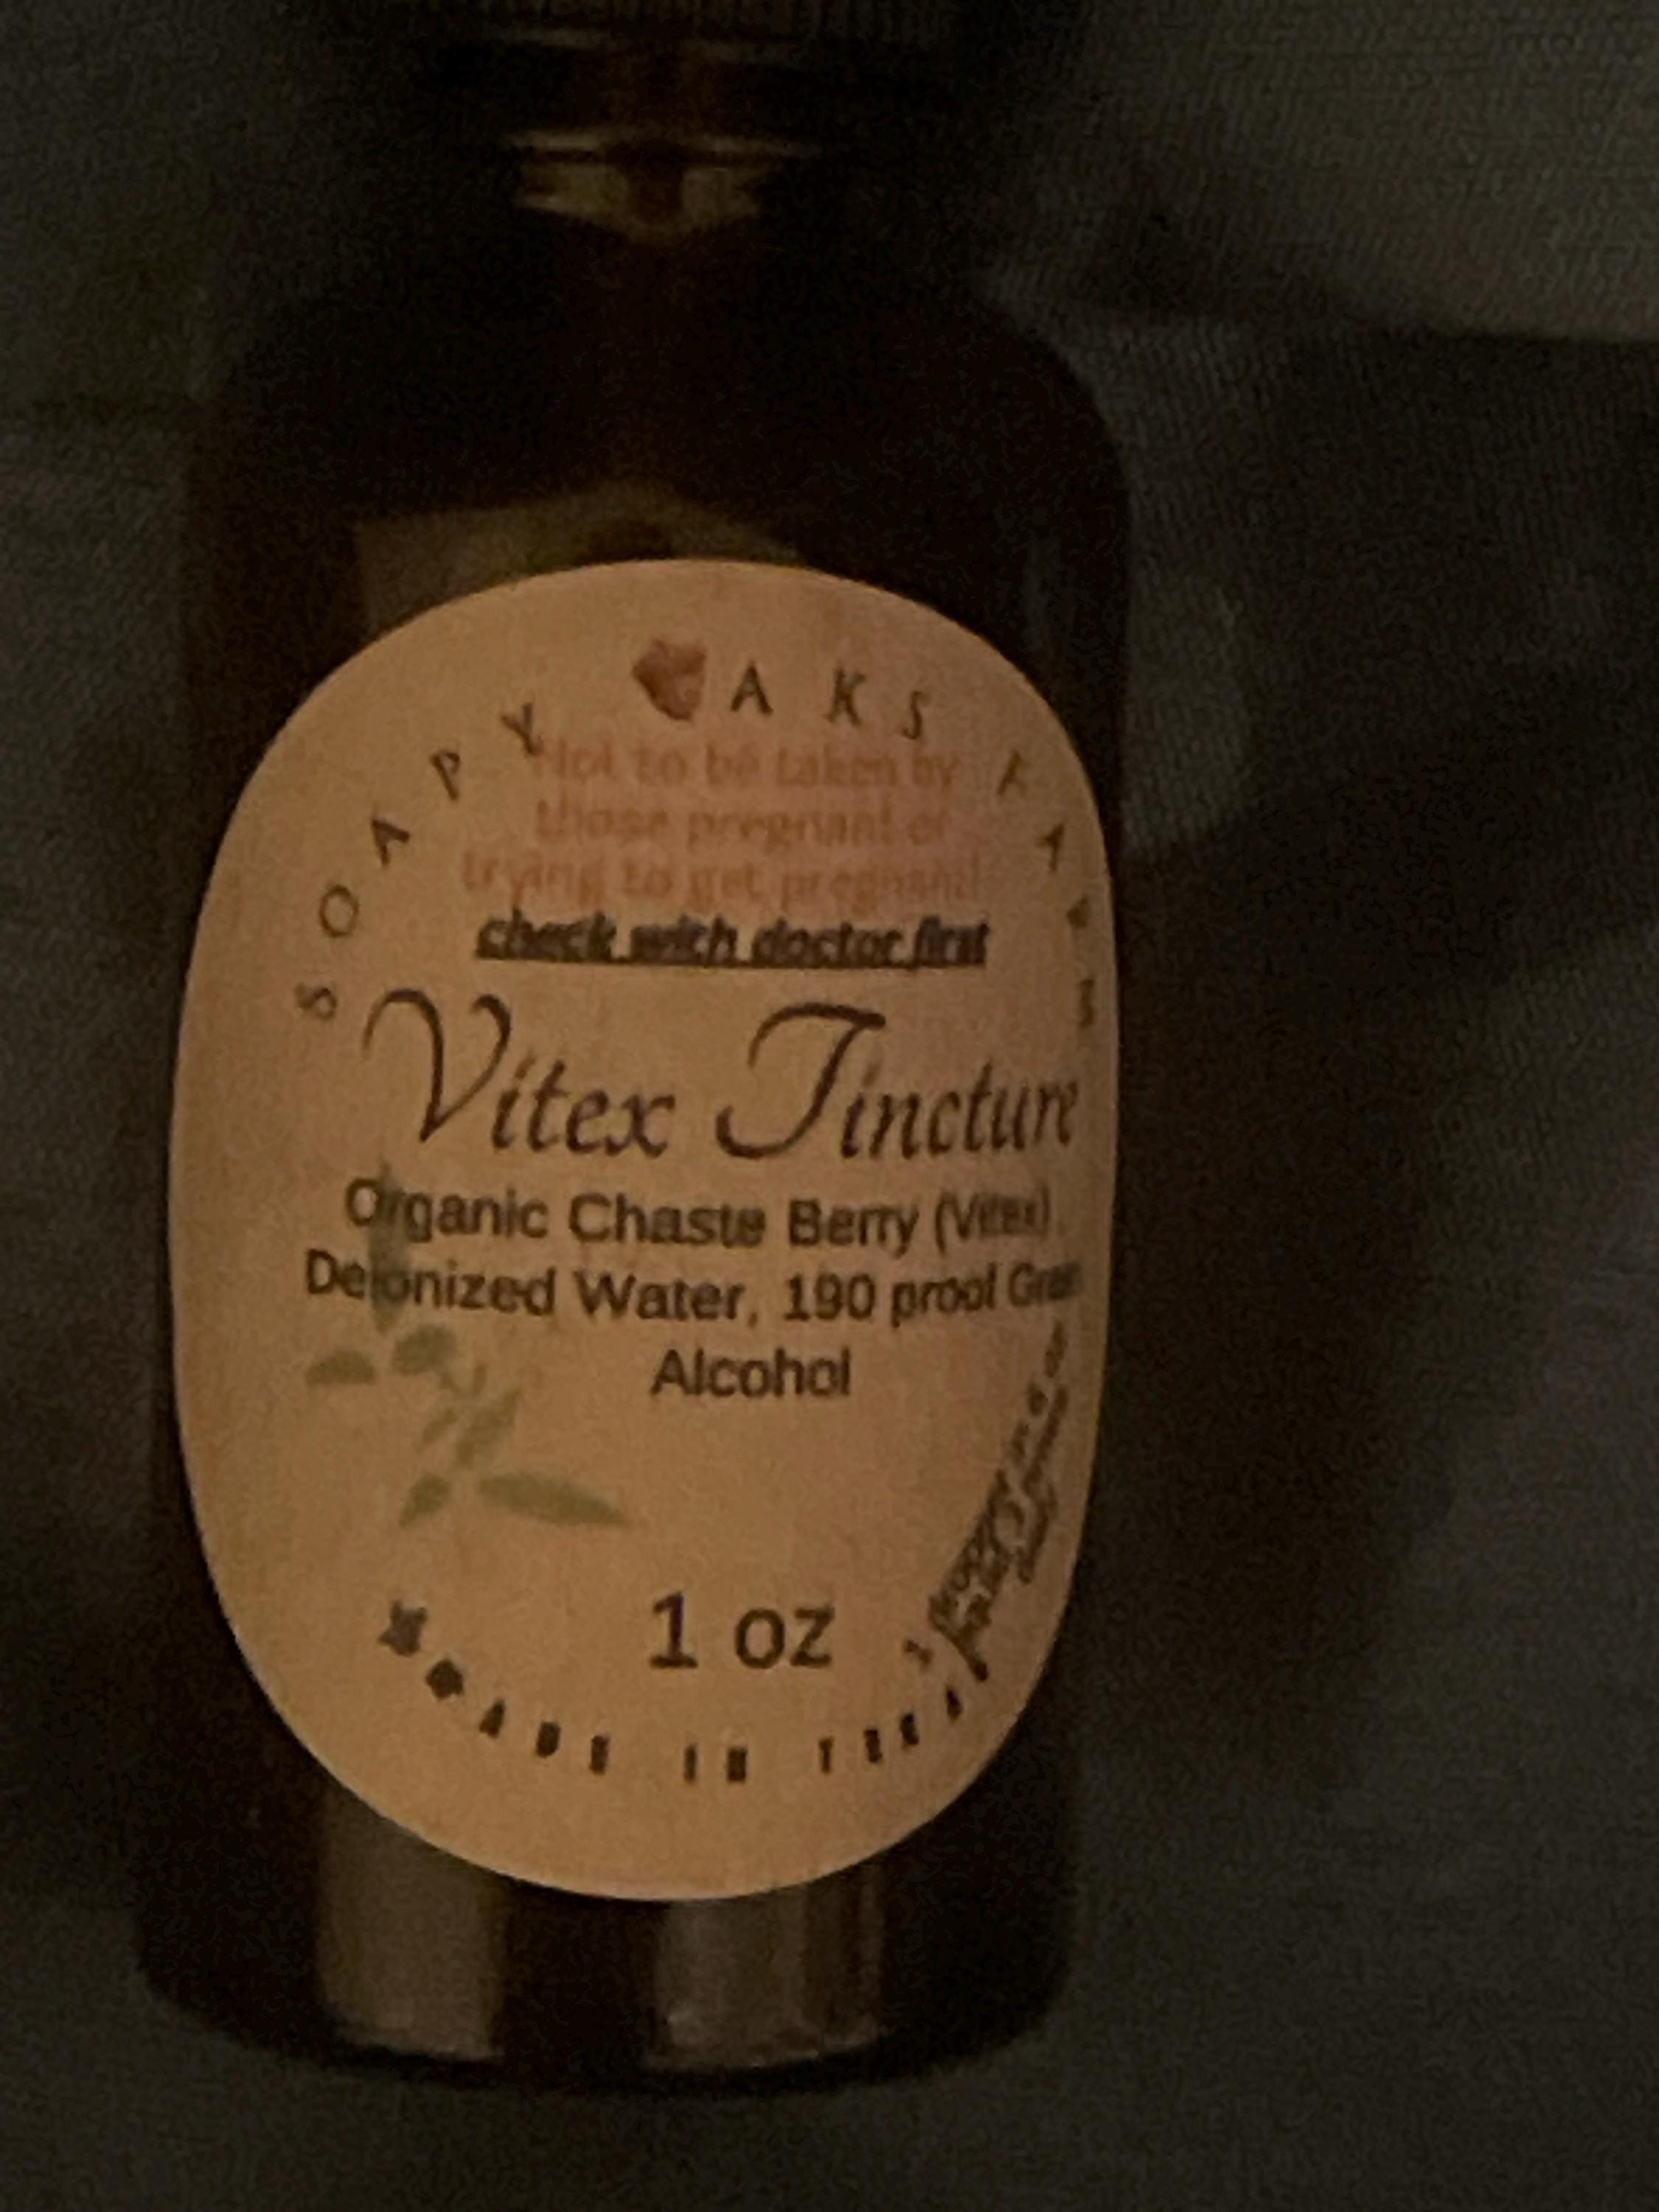 SOAPY OAKS FARMS
Not to be taken by
those pregnant or
trying to get pregnant!
check with doctor first
Vitex Tincture
Organic Chaste Berry (Vitex)
Deionized Water, 190 proof Grain
Alcohol
1 oz
MADE IN TEXAS